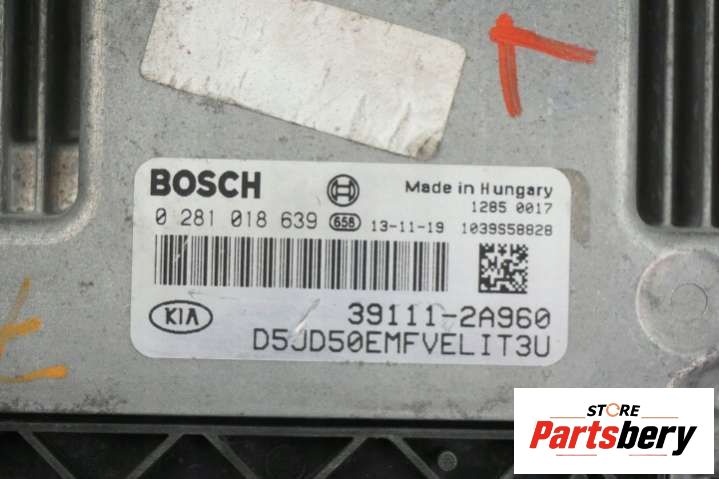 BOSCH
Made in Hungary
1285 0017
0 281 018 639 658 13-11-19 1039S58828
KIA 39111-2A960
D5JD50EMFVELIT3U
STORE
Partsbery